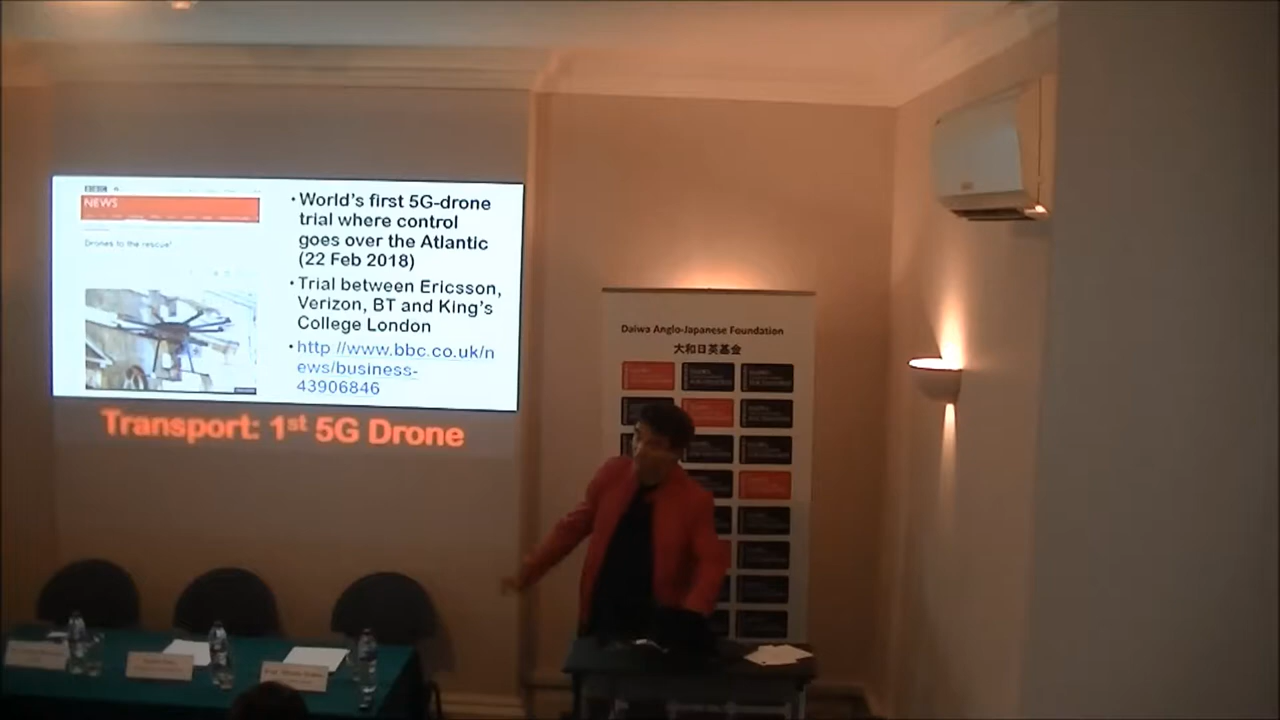 BBC
NEWS
Drones to the rescue'
• World's first 5G-drone
trial where control
goes over the Atlantic
(22 Feb 2018)
• Trial between Ericsson,
Verizon, BT and King's
College London
• http //www.bbc.co.uk/n
ews/business-
43906846
Transport: 1st 5G Drone
Daiwa Anglo-Japanese Foundation
大和日英基金